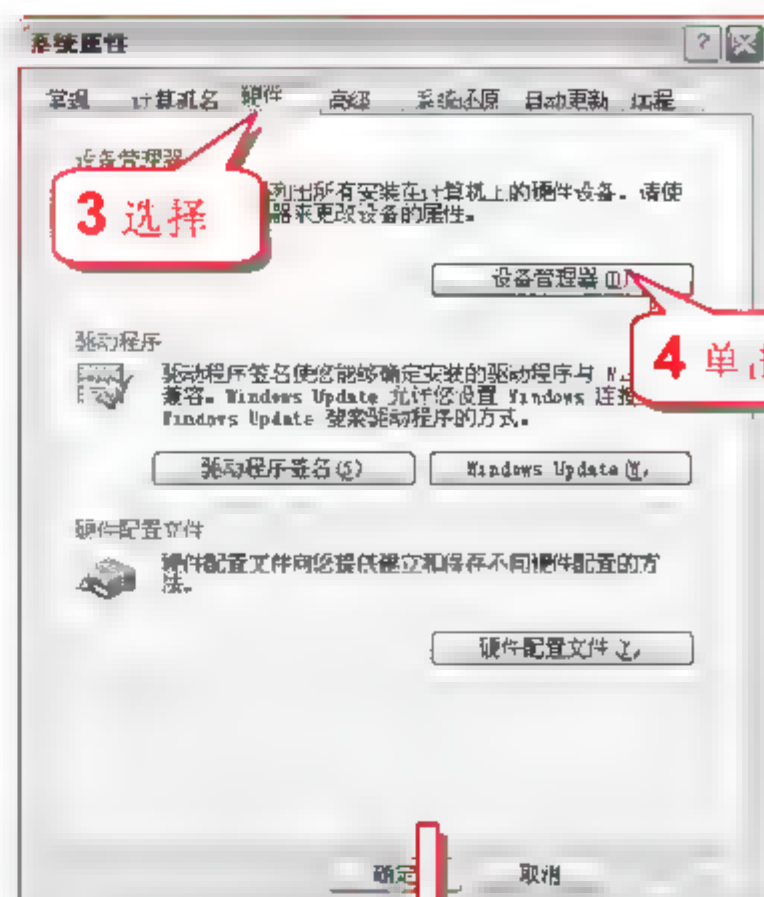 系统属性
常规 计算机名 硬件 高级 系统还原 自动更新 远程
设备管理器
列出所有安装在计算机上的硬件设备。请使
器来更改设备的属性。
3 选择
设备管理器(D)
4 单击
驱动程序
驱动程序签名使您能够确定安装的驱动程序与
兼容。Windows Update 允许您设置 Windows 连接
Windows Update 搜索驱动程序的方式。
驱动程序签名(S) Windows Update(W)
硬件配置文件
硬件配置文件向您提供建立和保存不同硬件配置的方
法。
硬件配置文件(P)
确定 取消